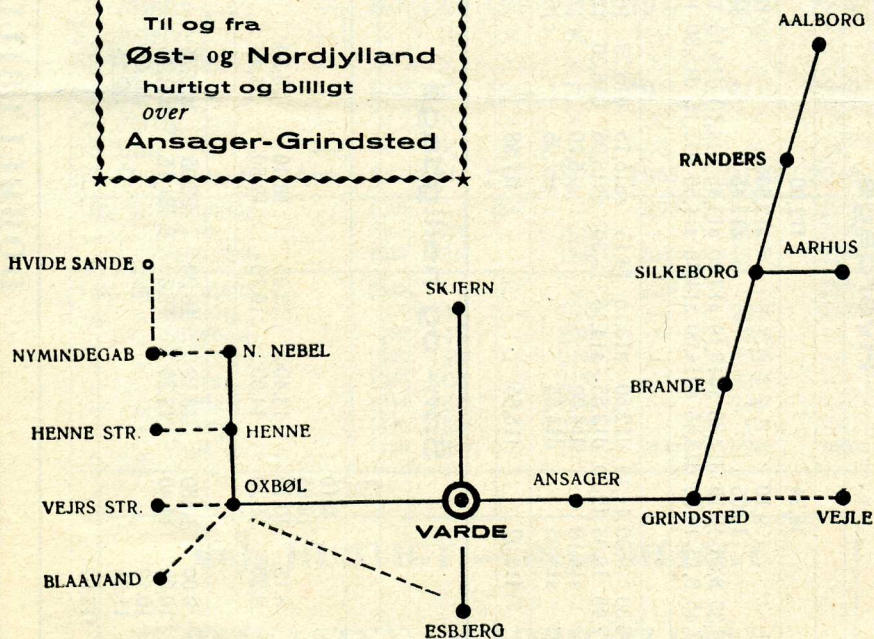 Til og fra
Øst- og Nordjylland
hurtigt og billigt
over
Ansager-Grindsted
AALBORG
RANDERS
AARHUS
HVIDE SANDE
SILKEBORG
SKJERN
NYMINDEGAB
N. NEBEL
BRANDE
HENNE STR.
HENNE
ANSAGER
OXBØL
VEJRS STR.
GRINDSTED
VEJLE
VARDE
BLAAVAND
ESBJERG